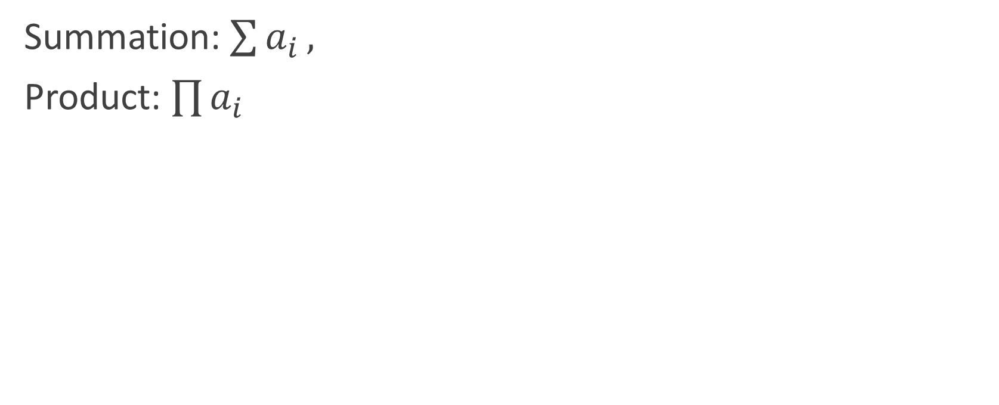 Summation: ∑ aᵢ ,
Product: ∏ aᵢ